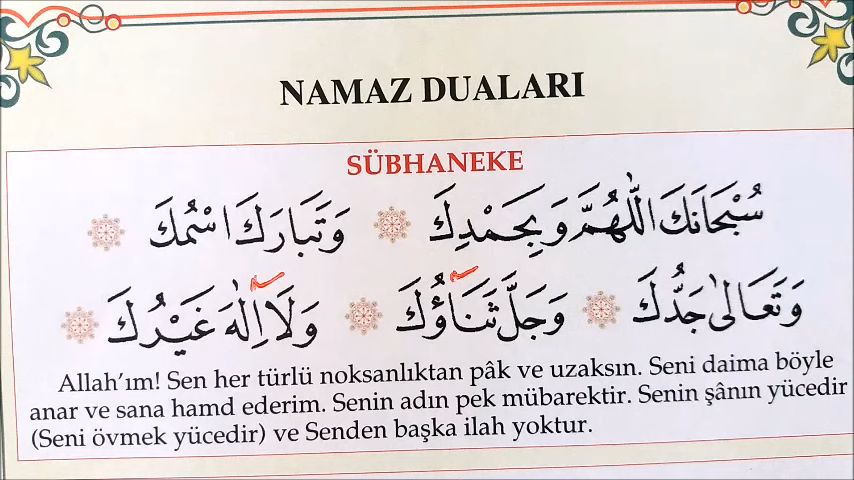 NAMAZ DUALARI
SÜBHANEKE
سُبْحَانَكَ اللّٰهُمَّ وَبِحَمْدِكَ وَتَبَارَكَ اسْمُكَ
وَتَعَالٰى جَدُّكَ وَجَلَّ ثَنَاؤُكَ وَلَا اِلٰهَ غَيْرُكَ
Allah'ım! Sen her türlü noksanlıktan pâk ve uzaksın. Seni daima böyle
anar ve sana hamd ederim. Senin adın pek mübarektir. Senin şânın yücedir
(Seni övmek yücedir) ve Senden başka ilah yoktur.